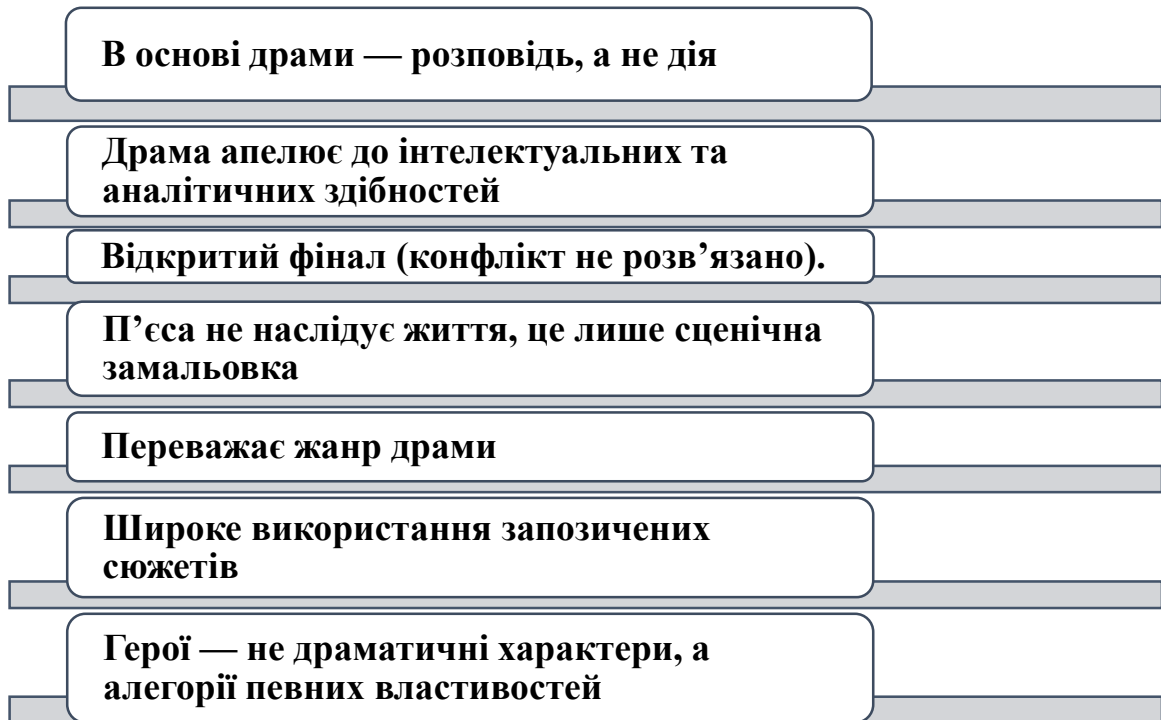 В основі драми — розповідь, а не дія
Драма апелює до інтелектуальних та
аналітичних здібностей
Відкритий фінал (конфлікт не розв’язано).
П’єса не наслідує життя, це лише сценічна
замальовка
Переважає жанр драми
Широке використання запозичених
сюжетів
Герої — не драматичні характери, а
алегорії певних властивостей